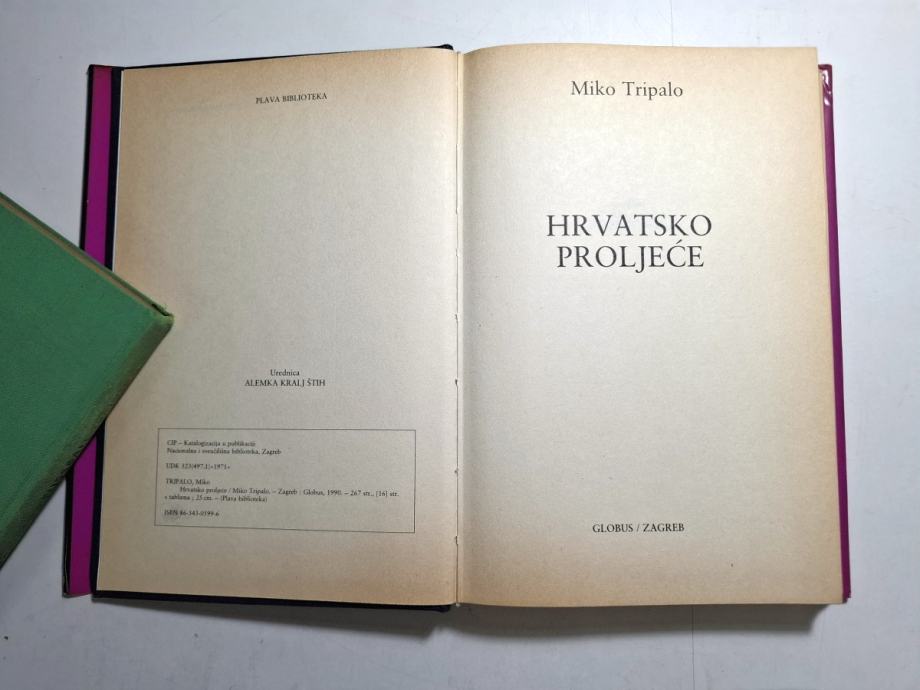 PLAVA BIBLIOTEKA
Urednica
ALEMKA KRALJ ŠTIH
CIP – Katalogizacija u publikaciji
Nacionalna i sveučilišna biblioteka, Zagreb
UDK 323(497.1)»1971«
TRIPALO, Miko
Hrvatsko proljeće / Miko Tripalo. – Zagreb : Globus, 1990. – 267 str., [16] str.
s tablama ; 25 cm. – (Plava biblioteka)
ISBN 86-343-0599-6
Miko Tripalo
HRVATSKO
PROLJEĆE
GLOBUS / ZAGREB